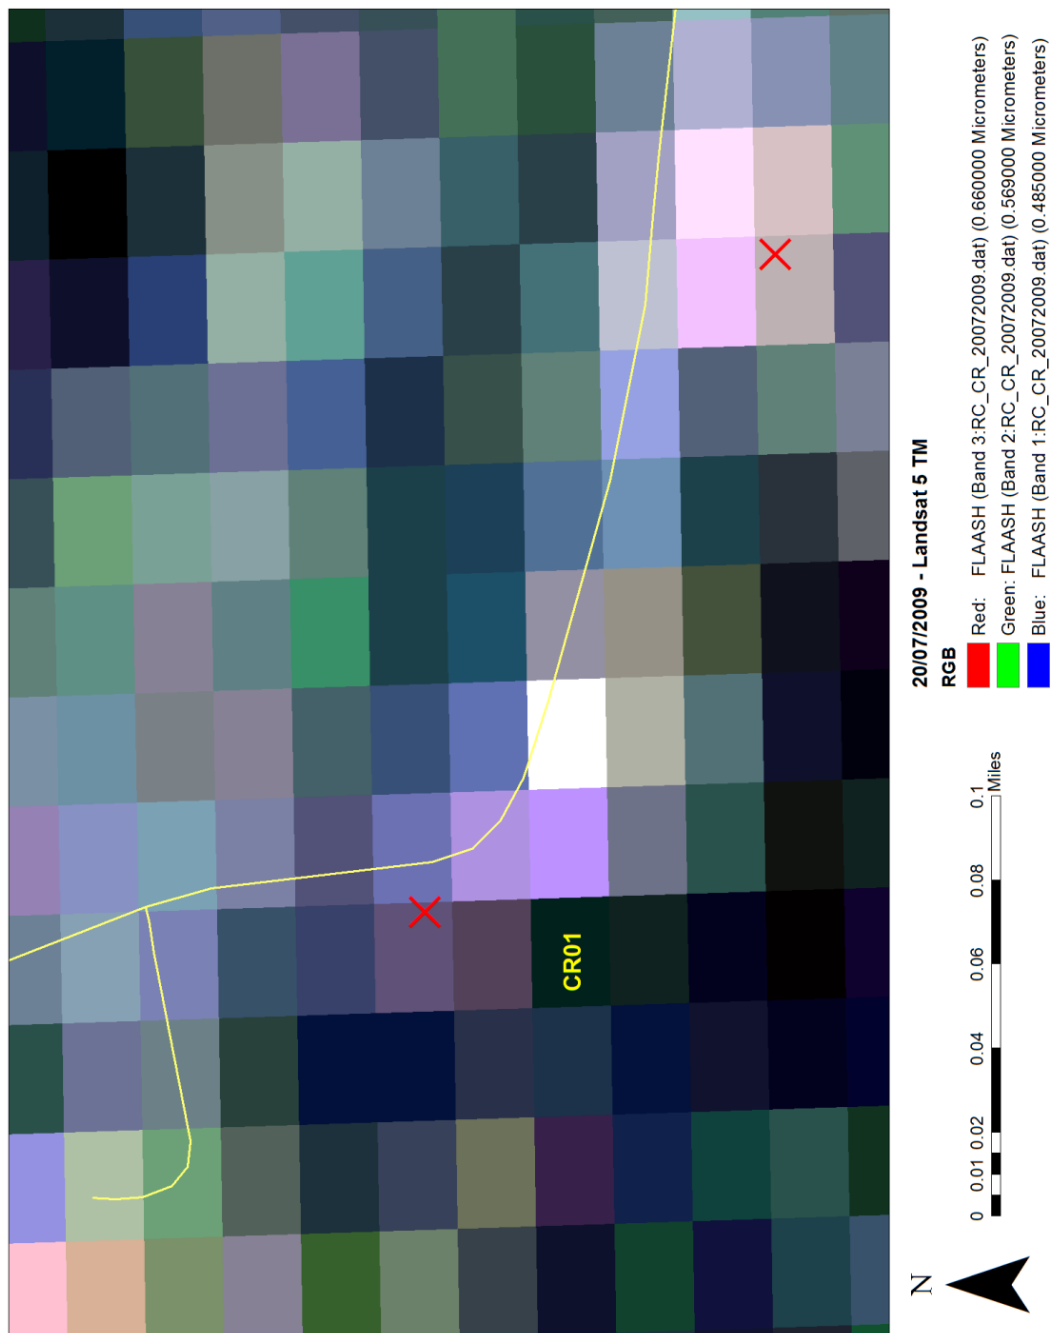 CR01
N
0 0.01 0.02 0.04 0.06 0.08 0.1
Miles
20/07/2009 - Landsat 5 TM
RGB
Red: FLAASH (Band 3:RC_CR_20072009.dat) (0.660000 Micrometers)
Green: FLAASH (Band 2:RC_CR_20072009.dat) (0.569000 Micrometers)
Blue: FLAASH (Band 1:RC_CR_20072009.dat) (0.485000 Micrometers)